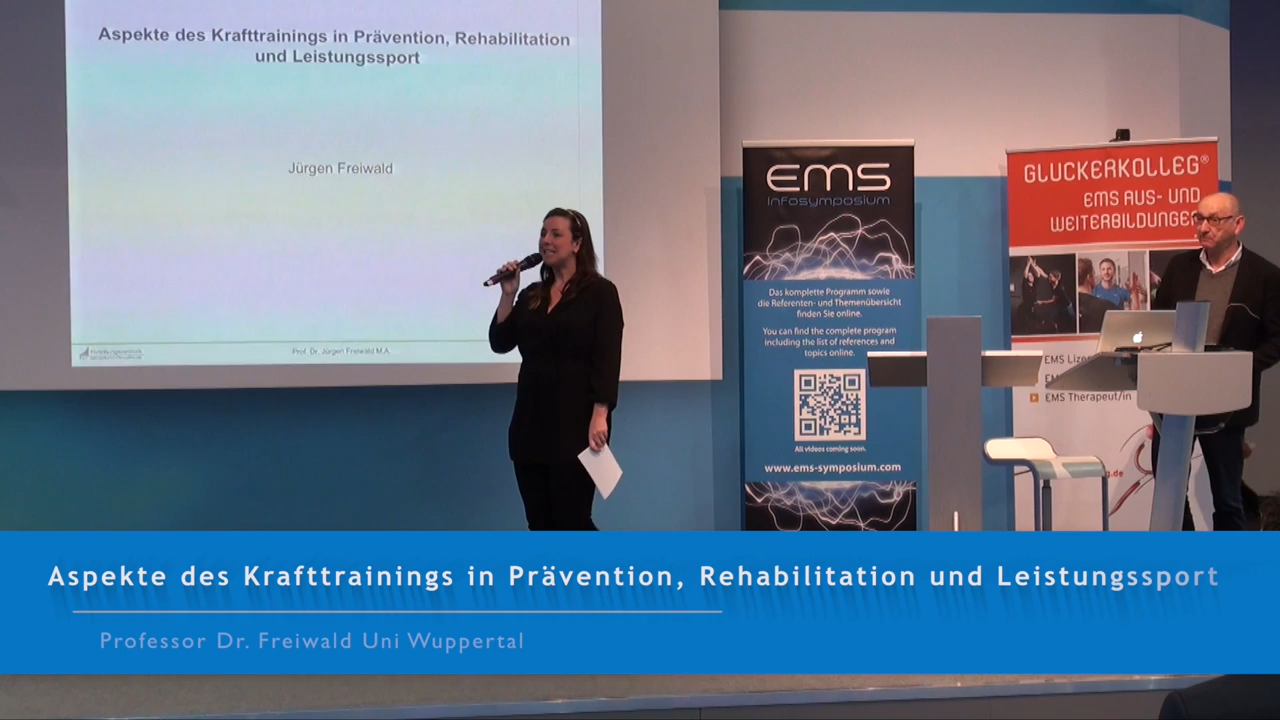 Aspekte des Krafttrainings in Prävention, Rehabilitation
und Leistungssport
Jürgen Freiwald
Prof. Dr. Jürgen Freiwald M.A.
EMS
Infosymposium
Das komplette Programm sowie
die Referenten- und Themenübersicht
finden Sie online.
You can find the complete program
including the list of references and
topics online.
All videos coming soon.
www.ems-symposium.com
GLUCKERKOLLEG®
EMS AUS- UND
WEITERBILDUNGEN
EMS
EMS Therapeut/in
Aspekte des Krafttrainings in Prävention, Rehabilitation und Leistungssport
Professor Dr. Freiwald Uni Wuppertal